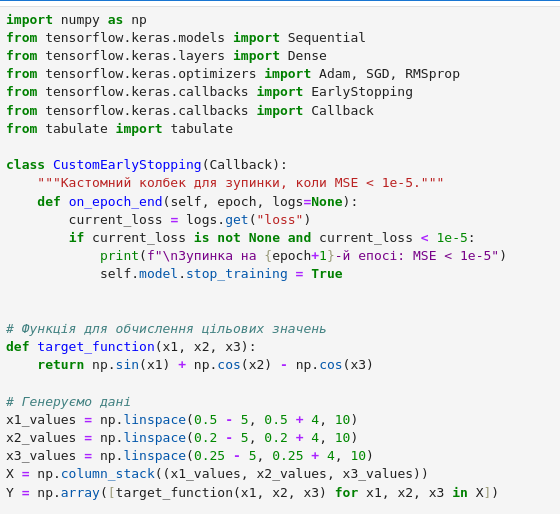 import numpy as np
from tensorflow.keras.models import Sequential
from tensorflow.keras.layers import Dense
from tensorflow.keras.optimizers import Adam, SGD, RMSprop
from tensorflow.keras.callbacks import EarlyStopping
from tensorflow.keras.callbacks import Callback
from tabulate import tabulate

class CustomEarlyStopping(Callback):
    """Кастомний колбек для зупинки, коли MSE < 1e-5."""
    def on_epoch_end(self, epoch, logs=None):
        current_loss = logs.get("loss")
        if current_loss is not None and current_loss < 1e-5:
            print(f"\nЗупинка на {epoch+1}-й епосі: MSE < 1e-5")
            self.model.stop_training = True

# Функція для обчислення цільових значень
def target_function(x1, x2, x3):
    return np.sin(x1) + np.cos(x2) - np.cos(x3)

# Генеруємо дані
x1_values = np.linspace(0.5 - 5, 0.5 + 4, 10)
x2_values = np.linspace(0.2 - 5, 0.2 + 4, 10)
x3_values = np.linspace(0.25 - 5, 0.25 + 4, 10)
X = np.column_stack((x1_values, x2_values, x3_values))
Y = np.array([target_function(x1, x2, x3) for x1, x2, x3 in X])